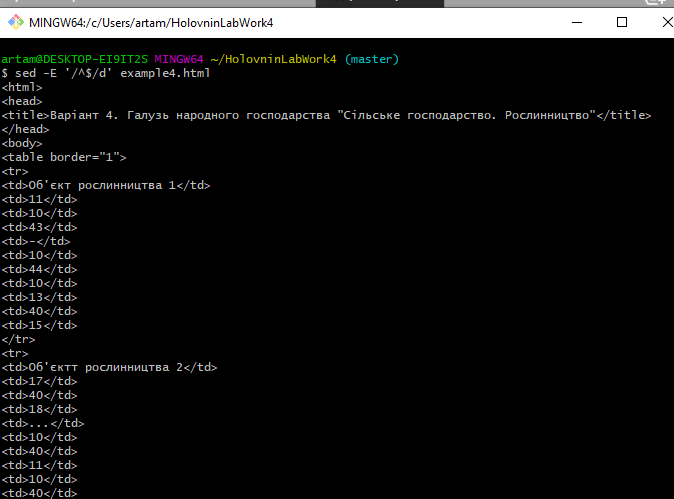 MINGW64:/c/Users/artam/HolovninLabWork4
artam@DESKTOP-EI9IT2S MINGW64 ~/HolovninLabWork4 (master)
$ sed -E '/^$/d' example4.html
<html>
<head>
<title>Варіант 4. Галузь народного господарства "Сільське господарство. Рослинництво"</title>
</head>
<body>
<table border="1">
<tr>
<td>Об'єкт рослинництва 1</td>
<td>11</td>
<td>10</td>
<td>43</td>
<td>-</td>
<td>10</td>
<td>44</td>
<td>10</td>
<td>13</td>
<td>40</td>
<td>15</td>
</tr>
<tr>
<td>Об'єктт рослинництва 2</td>
<td>17</td>
<td>40</td>
<td>18</td>
<td>...</td>
<td>10</td>
<td>40</td>
<td>11</td>
<td>10</td>
<td>40</td>